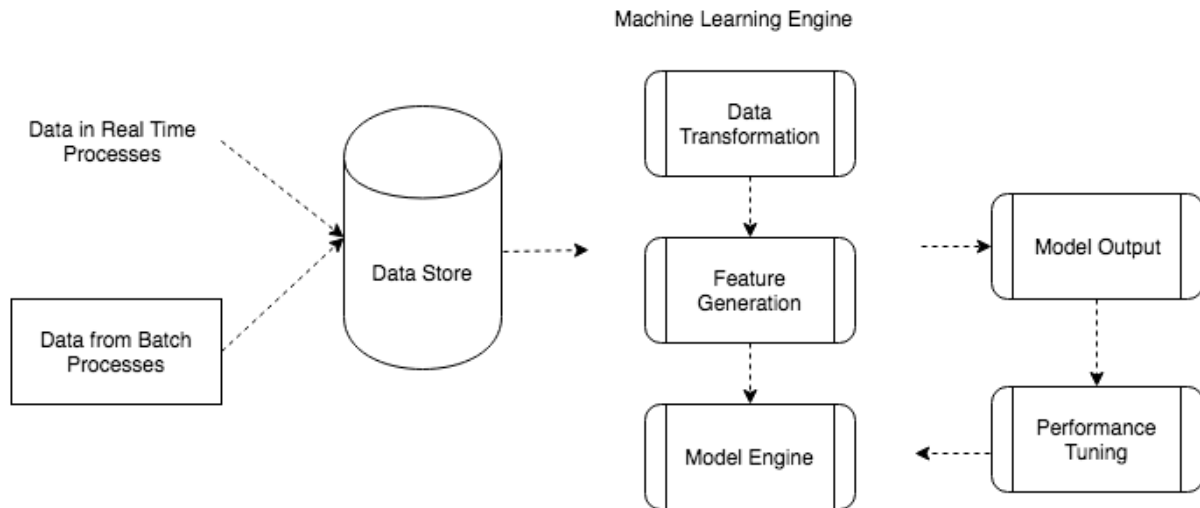 Machine Learning Engine
Data in Real Time
Processes
Data from Batch
Processes
Data Store
Data
Transformation
Feature
Generation
Model Engine
Model Output
Performance
Tuning